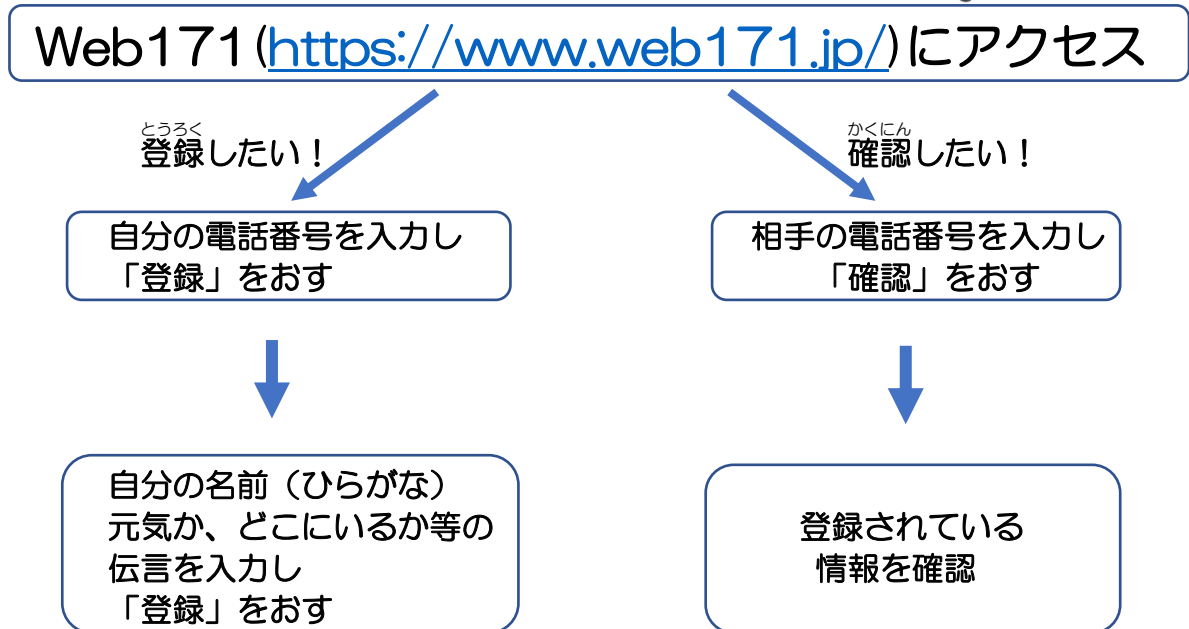 Web171(https://www.web171.jp/)にアクセス
とうろく
登録したい！
かくにん
確認したい！
自分の電話番号を入力し
「登録」をおす
相手の電話番号を入力し
「確認」をおす
自分の名前（ひらがな）
元気か、どこにいるか等の
伝言を入力し
「登録」をおす
登録されている
情報を確認